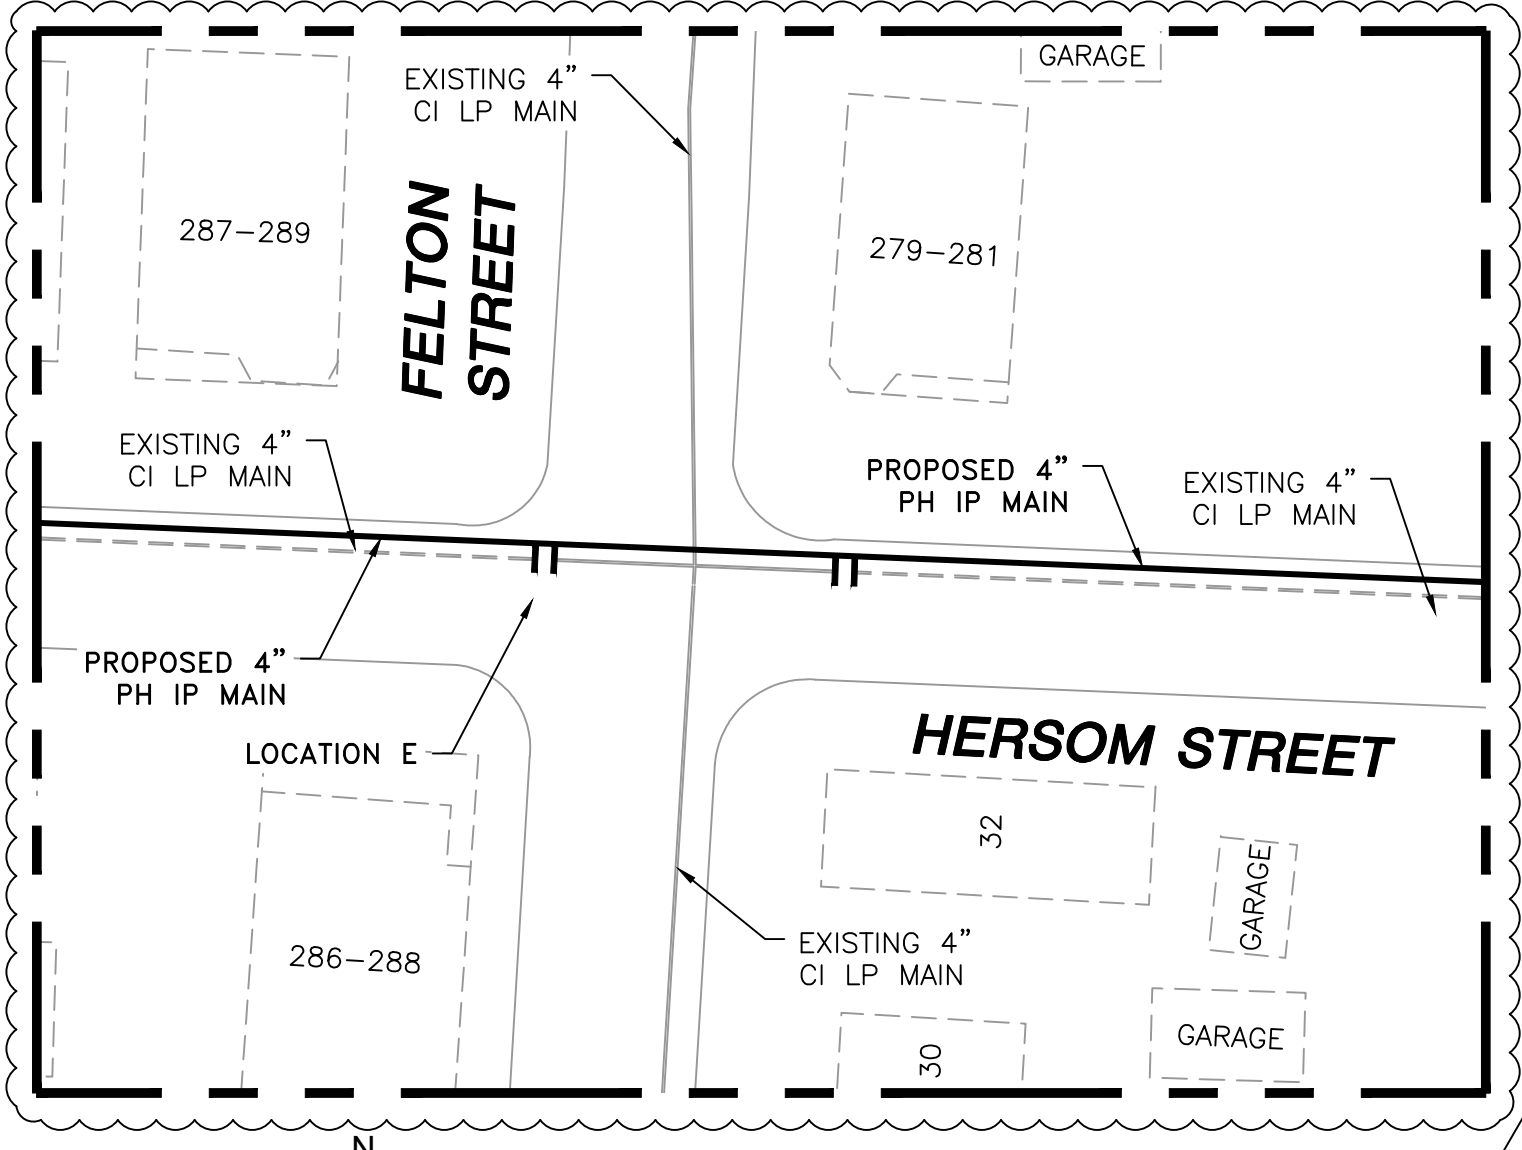 EXISTING 4"
CI LP MAIN
GARAGE
287-289
FELTON
STREET
279-281
EXISTING 4"
CI LP MAIN
PROPOSED 4"
PH IP MAIN
EXISTING 4"
CI LP MAIN
PROPOSED 4"
PH IP MAIN
LOCATION E
HERSOM STREET
32
GARAGE
286-288
EXISTING 4"
CI LP MAIN
30
GARAGE
N